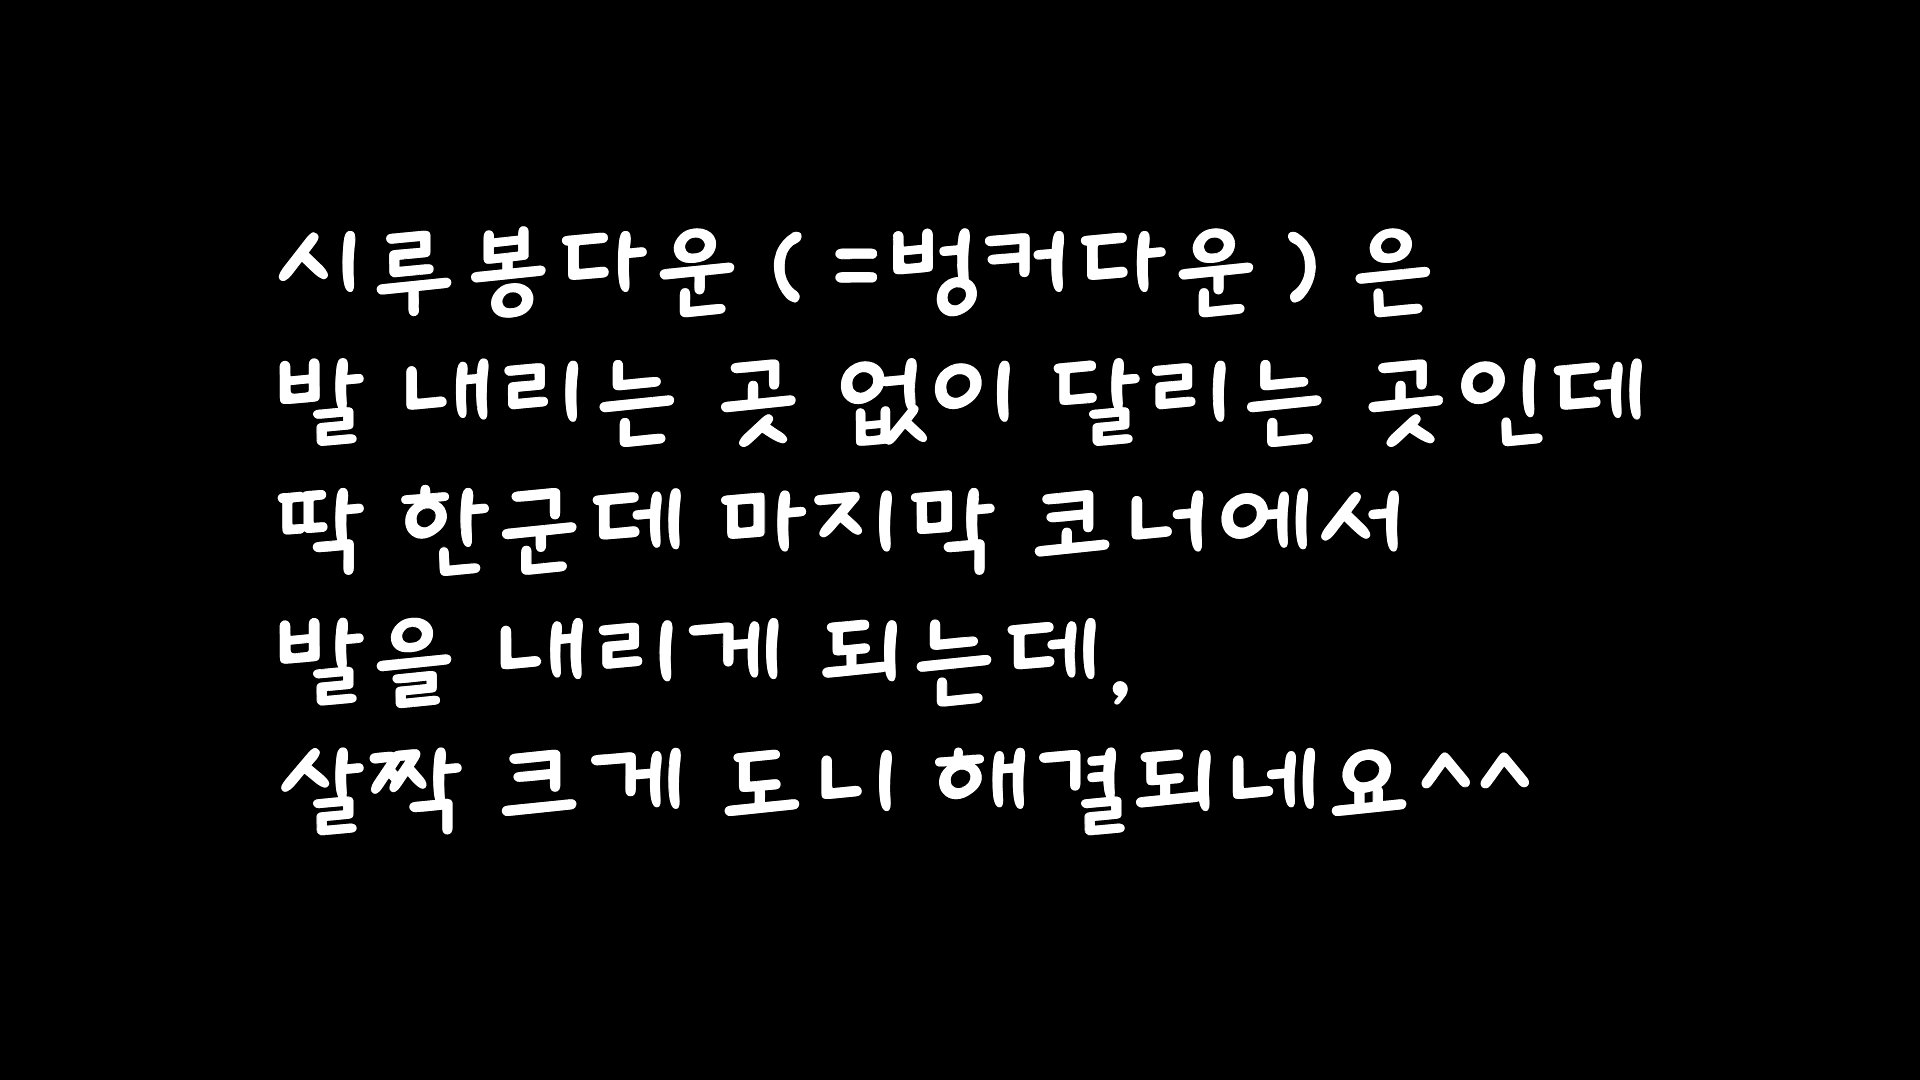 시루봉다운(=벙커다운)은
발 내리는 곳 없이 달리는 곳인데
딱 한군데 마지막 코너에서
발을 내리게 되는데,
살짝 크게 도니 해결되네요^^